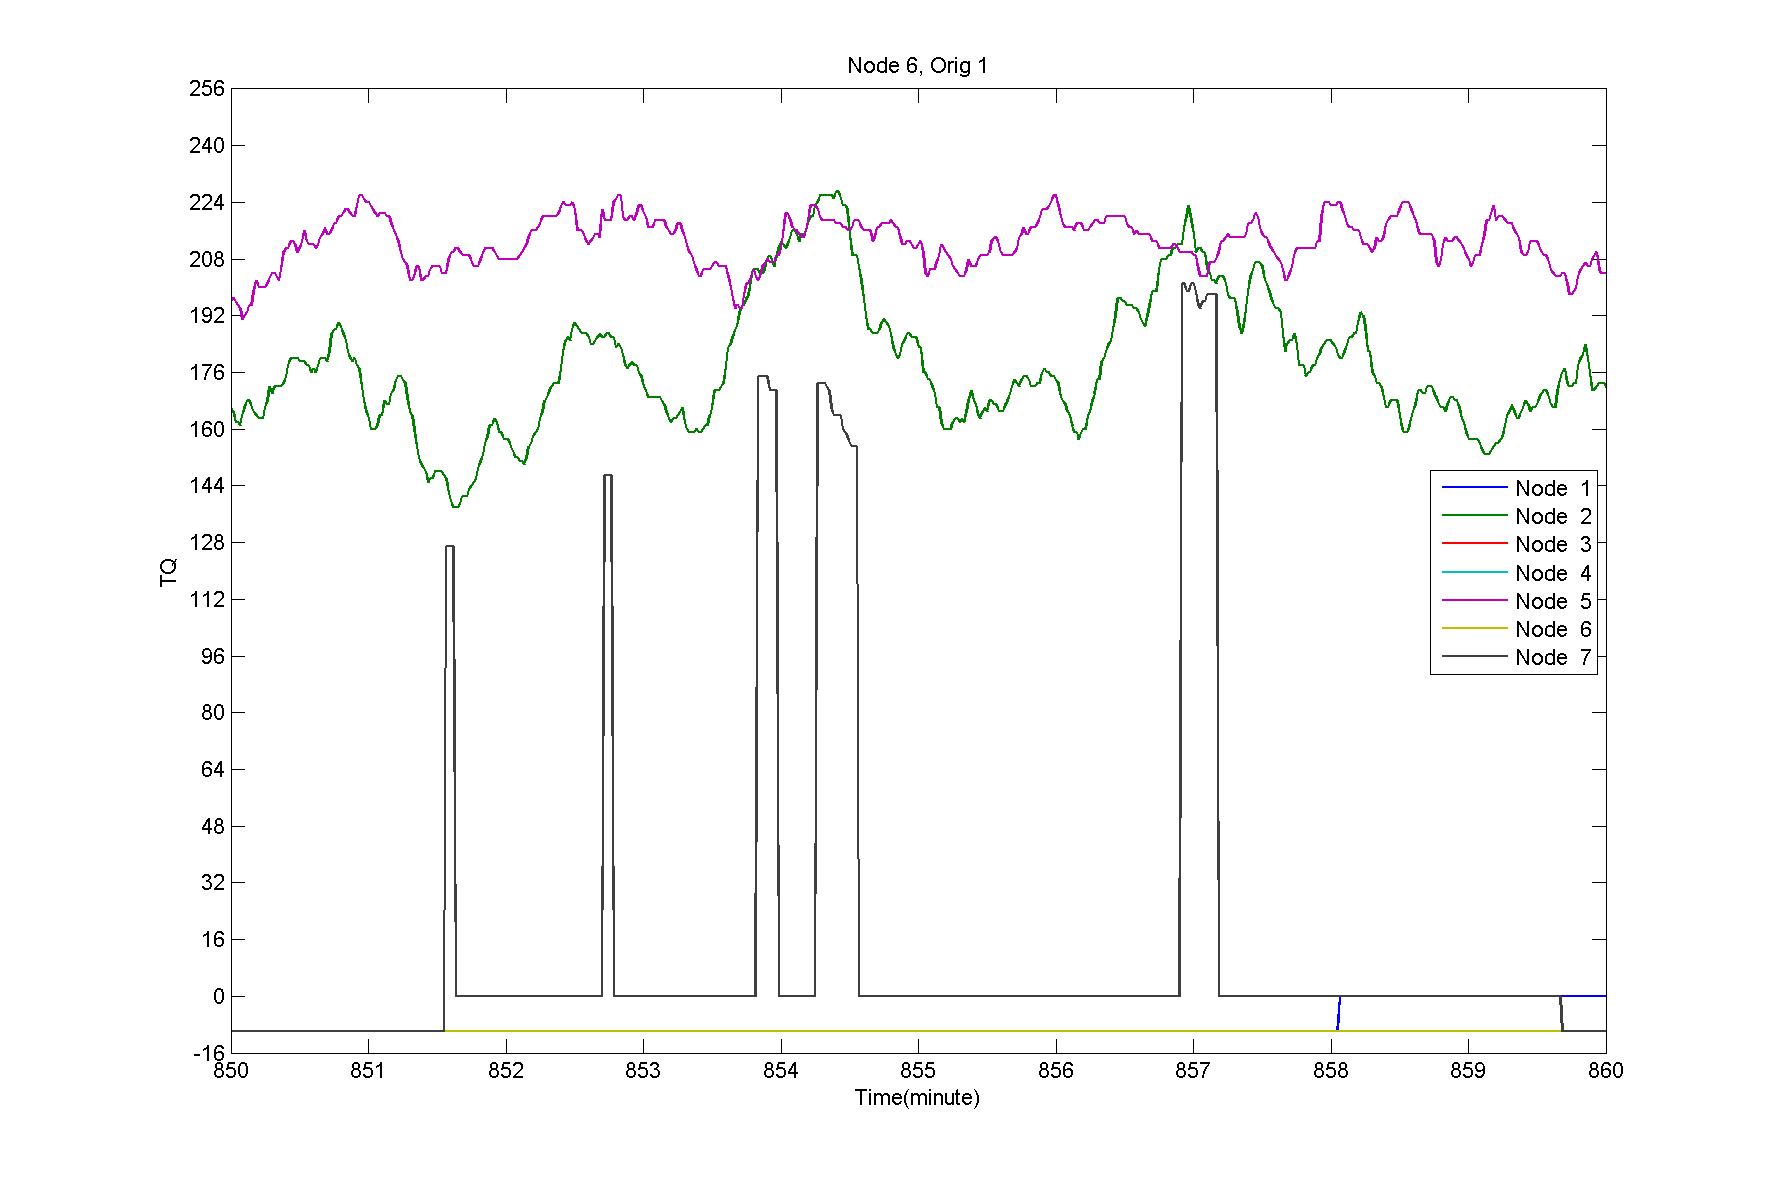 Node 6, Orig 1
256
240
224
208
192
176
160
144
128
112
96
80
64
48
32
16
0
-16
TQ
850 851 852 853 854 855 856 857 858 859 860
Time(minute)
Node 1
Node 2
Node 3
Node 4
Node 5
Node 6
Node 7